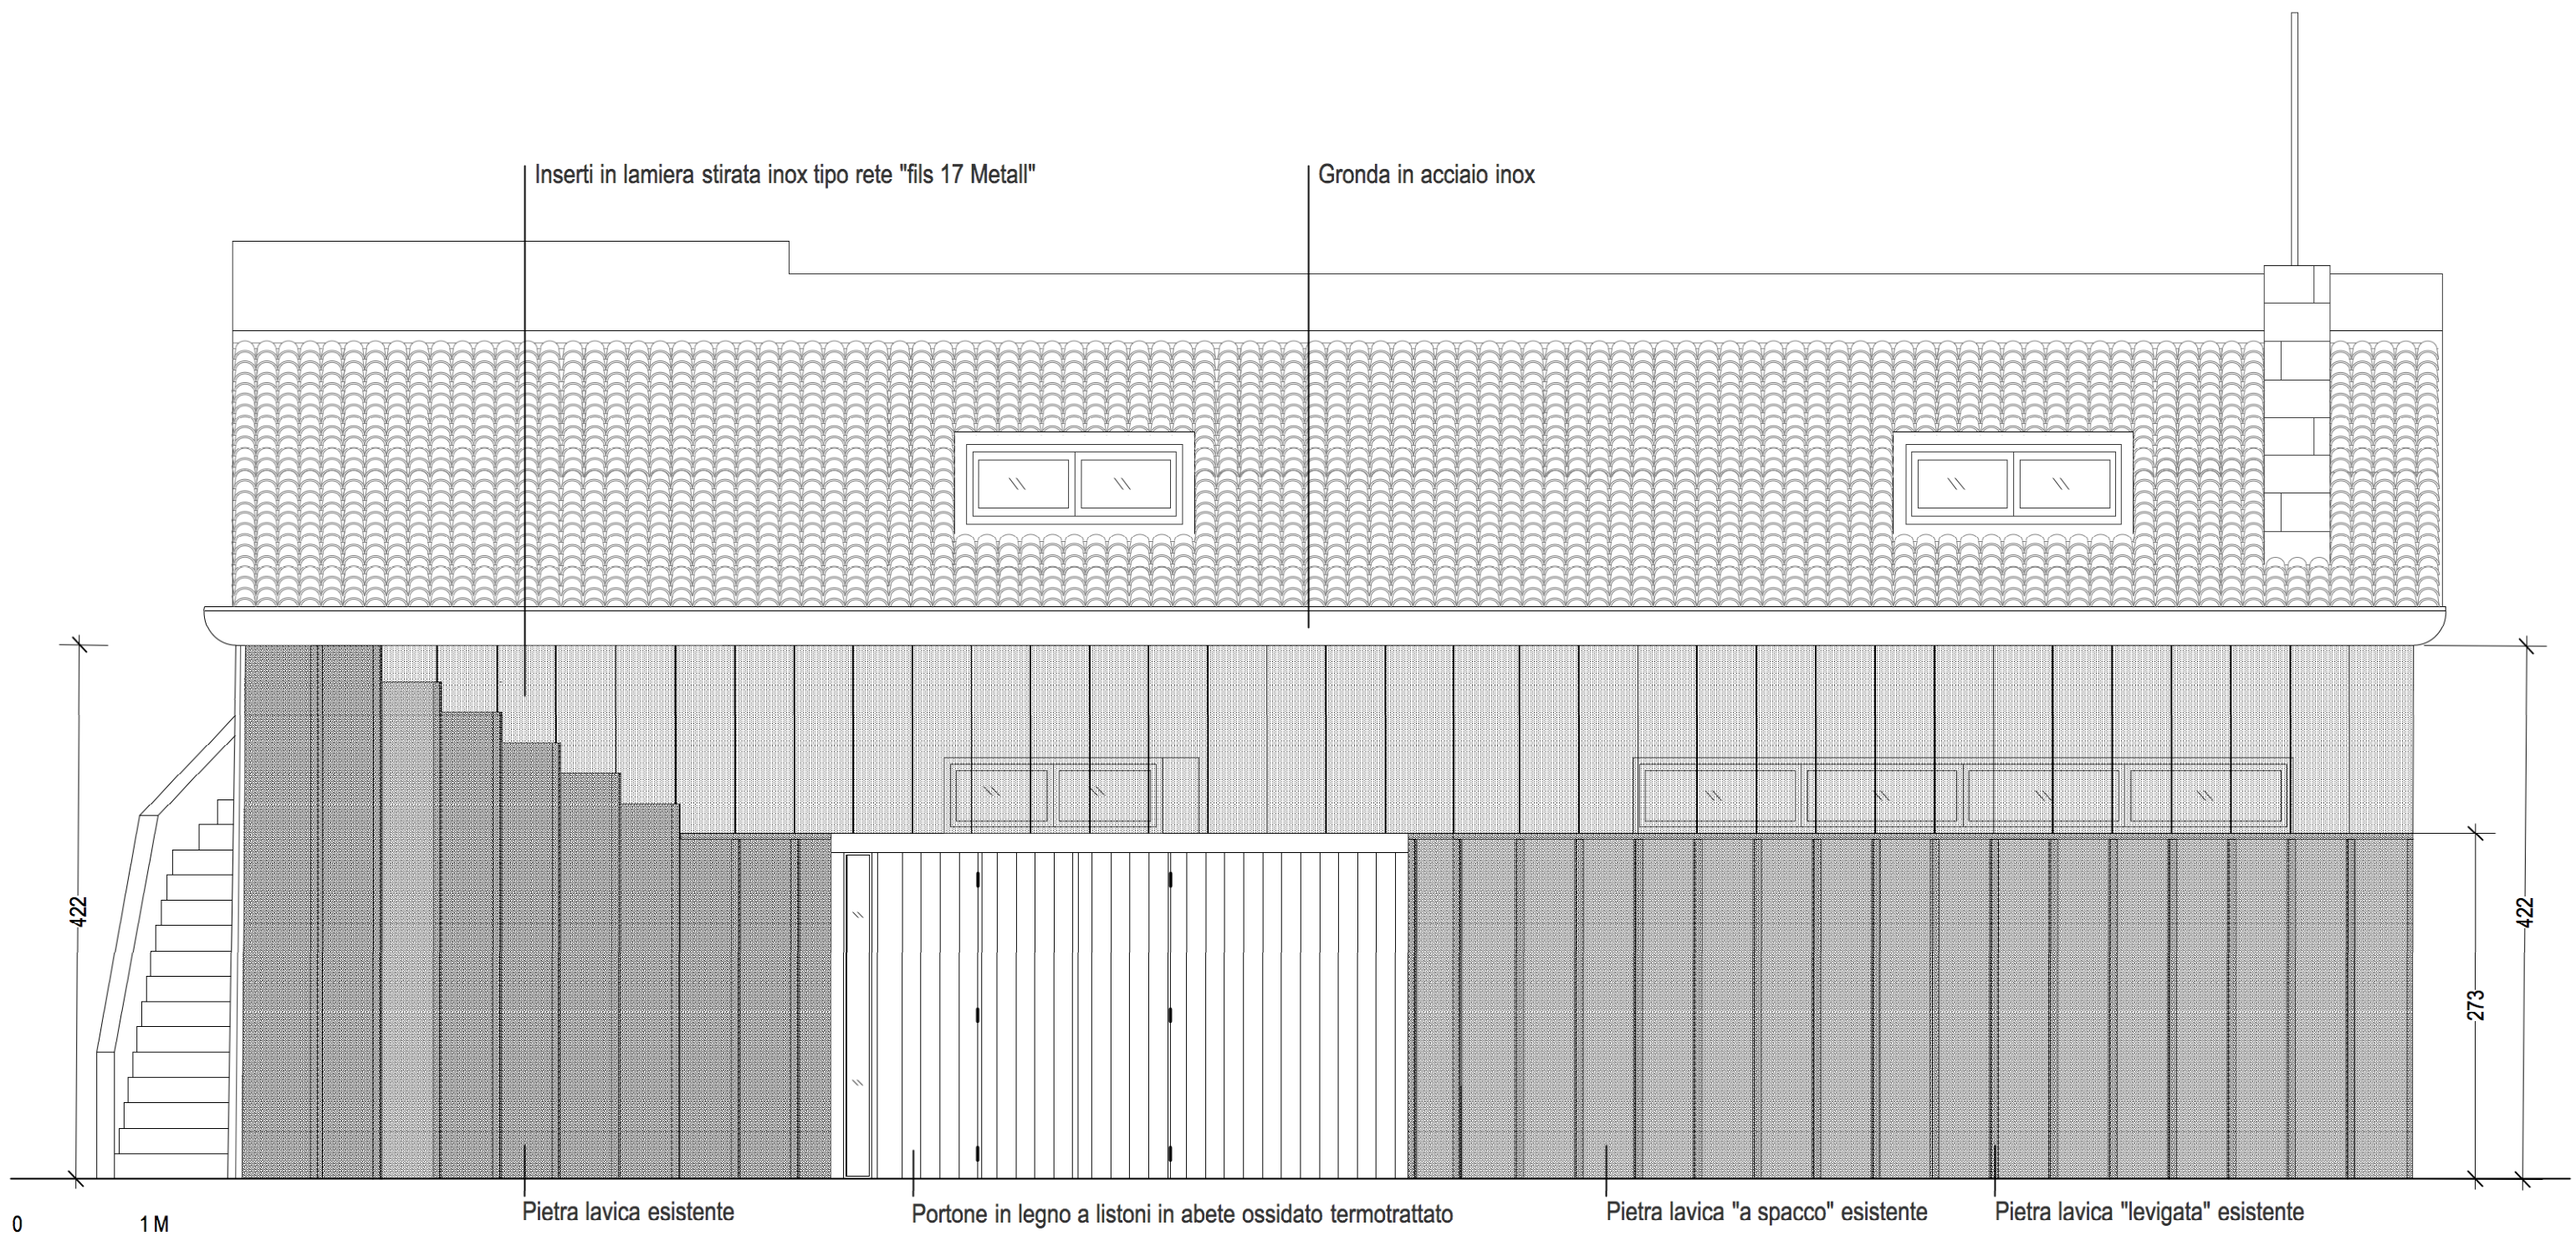 Inserti in lamiera stirata inox tipo rete "fils 17 Metall"
Gronda in acciaio inox
422
422
273
Pietra lavica esistente
Portone in legno a listoni in abete ossidato termotrattato
Pietra lavica "a spacco" esistente
Pietra lavica "levigata" esistente
0
1 M